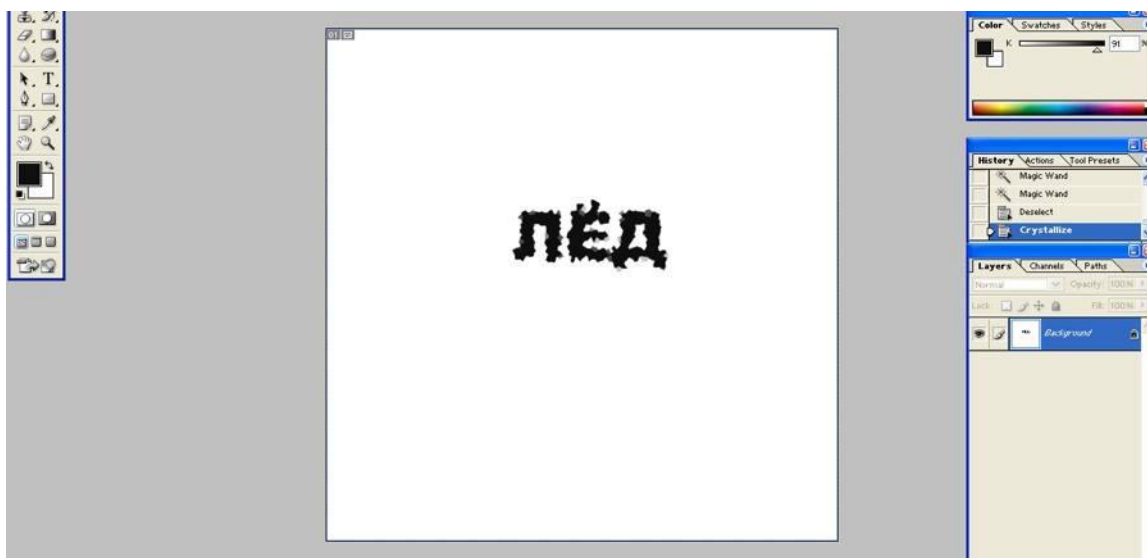 Color Swatches Styles
K 91 %
History Actions Tool Presets
Magic Wand
Magic Wand
Deselect
Crystallize
Layers Channels Paths
Normal Opacity: 100%
Lock: Fill: 100%
Background
01
T
ЛЁД